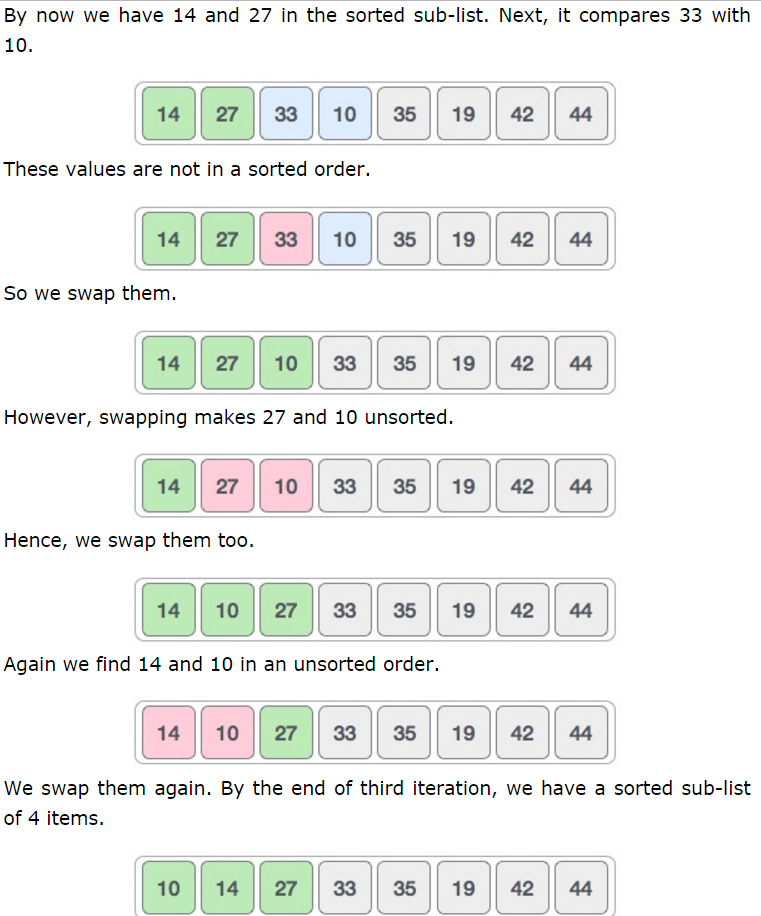 By now we have 14 and 27 in the sorted sub-list. Next, it compares 33 with
10.
14 27 33 10 35 19 42 44
These values are not in a sorted order.
14 27 33 10 35 19 42 44
So we swap them.
14 27 10 33 35 19 42 44
However, swapping makes 27 and 10 unsorted.
14 27 10 33 35 19 42 44
Hence, we swap them too.
14 10 27 33 35 19 42 44
Again we find 14 and 10 in an unsorted order.
14 10 27 33 35 19 42 44
We swap them again. By the end of third iteration, we have a sorted sub-list
of 4 items.
10 14 27 33 35 19 42 44